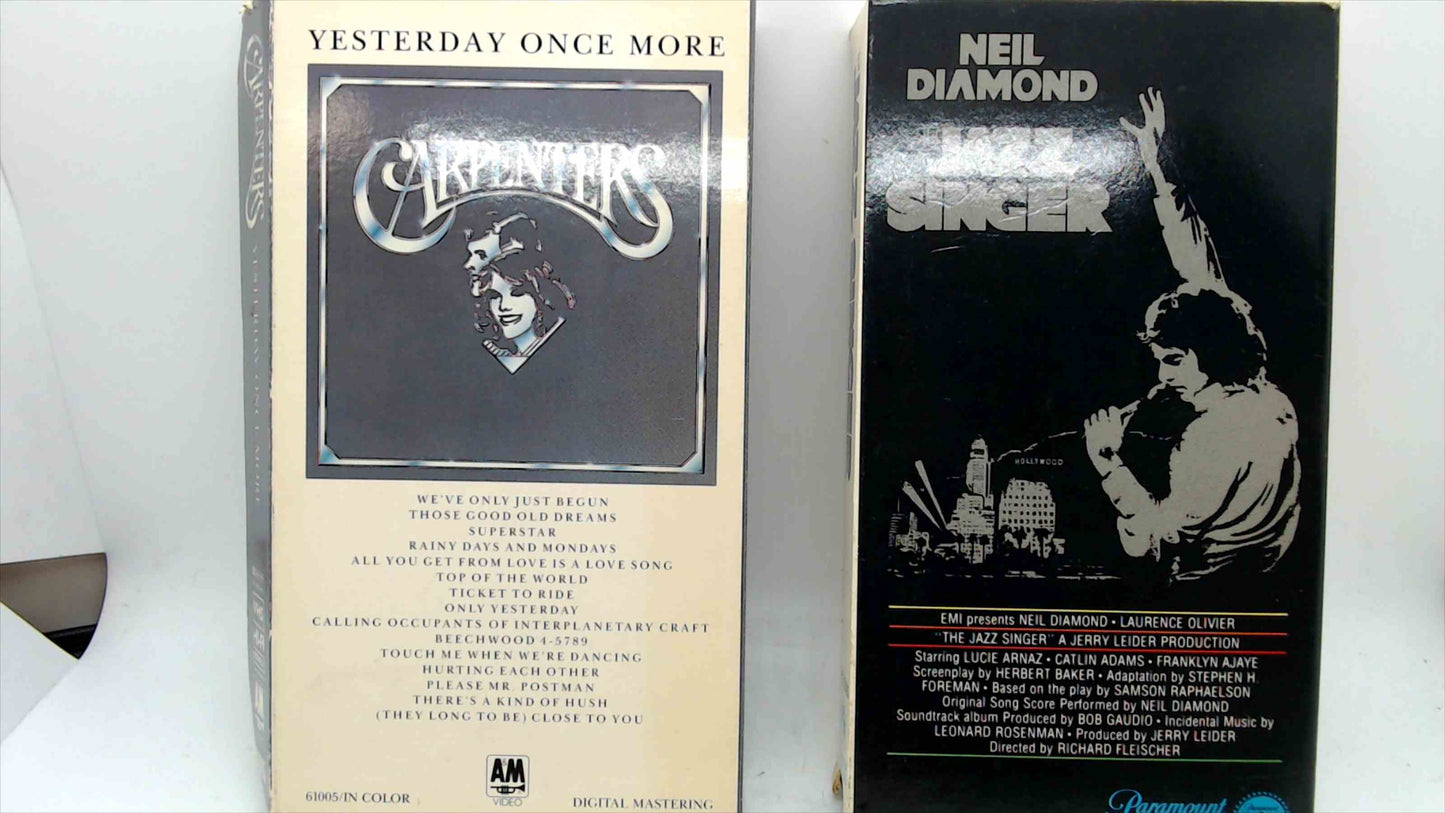 CARPENTERS
YESTERDAY ONCE MORE
YESTERDAY ONCE MORE
CARPENTERS
WE'VE ONLY JUST BEGUN
THOSE GOOD OLD DREAMS
SUPERSTAR
RAINY DAYS AND MONDAYS
ALL YOU GET FROM LOVE IS A LOVE SONG
TOP OF THE WORLD
TICKET TO RIDE
ONLY YESTERDAY
CALLING OCCUPANTS OF INTERPLANETARY CRAFT
BEECHWOOD 4-5789
TOUCH ME WHEN WE'RE DANCING
HURTING EACH OTHER
PLEASE MR. POSTMAN
THERE'S A KIND OF HUSH
(THEY LONG TO BE) CLOSE TO YOU
AM
VIDEO
61005/IN COLOR
DIGITAL MASTERING
NEIL
DIAMOND
JAZZ
SINGER
HOLLYWOOD
EMI presents NEIL DIAMOND • LAURENCE OLIVIER
"THE JAZZ SINGER" A JERRY LEIDER PRODUCTION
Starring LUCIE ARNAZ • CATLIN ADAMS • FRANKLYN AJAYE
Screenplay by HERBERT BAKER • Adaptation by STEPHEN H.
FOREMAN • Based on the play by SAMSON RAPHAELSON
Original Song Score Performed by NEIL DIAMOND
Soundtrack album Produced by BOB GAUDIO • Incidental Music by
LEONARD ROSENMAN • Produced by JERRY LEIDER
Directed by RICHARD FLEISCHER
Paramount